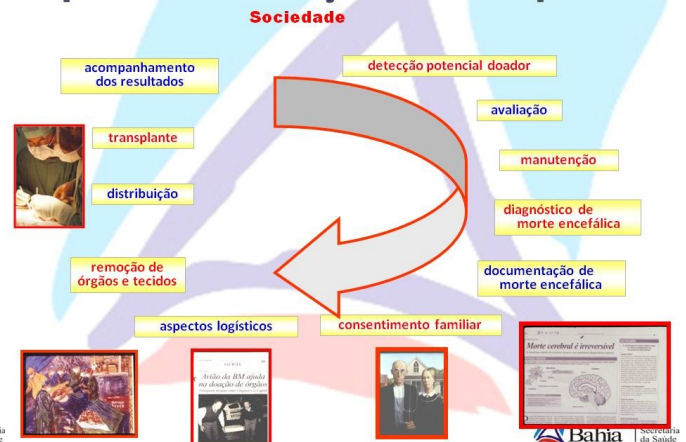 Sociedade
detecção potencial doador
avaliação
manutenção
diagnóstico de
morte encefálica
documentação de
morte encefálica
consentimento familiar
aspectos logísticos
remoção de
órgãos e tecidos
distribuição
transplante
acompanhamento
dos resultados
Avião da BM ajuda
na doação de órgãos
Morte cerebral é irreversível
Bahia
Secretaria
da Saúde